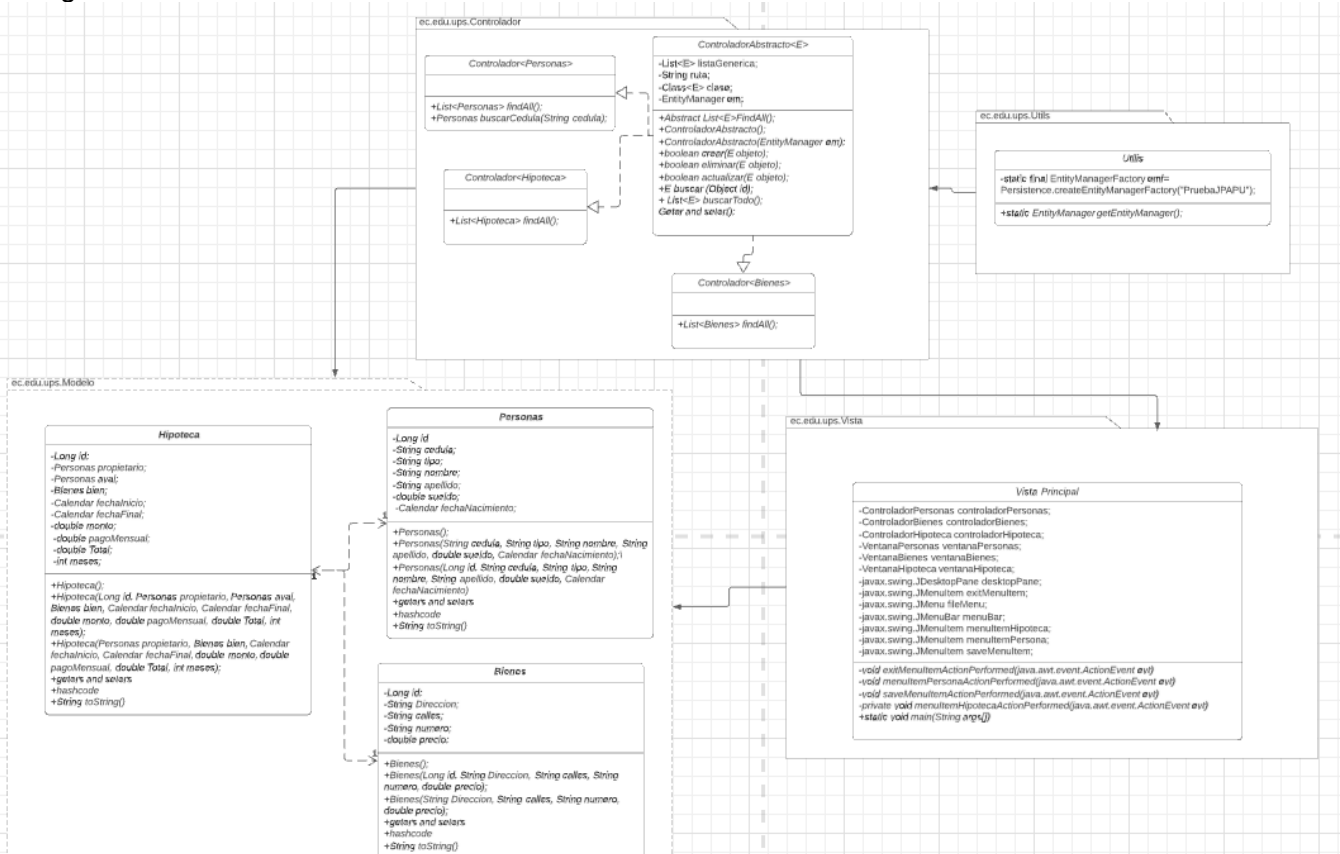 ec.edu.ups.Controlador
Controlador<Personas>
+List<Personas> findAll();
+Personas buscarCedula(String cedula);
Controlador<Hipoteca>
+List<Hipoteca> findAll();
ControladorAbstracto<E>
-List<E> listaGenerica;
-String ruta;
-Class<E> clase;
-EntityManager em;
+Abstract List<E>FindAll();
+ControladorAbstracto();
+ControladorAbstracto(EntityManager em):
+boolean crear(E objeto);
+boolean eliminar(E objeto);
+boolean actualizar(E objeto);
+E buscar (Object id);
+ List<E> buscarTodo();
Geter and seter():
Controlador<Bienes>
+List<Bienes> findAll();
ec.edu.ups.Utils
Utilis
-static final EntityManagerFactory emf=
Persistence.createEntityManagerFactory("PruebaJPAPU");
+static EntityManager getEntityManager();
ec.edu.ups.Modelo
Hipoteca
-Long id:
-Personas propietario;
-Personas aval;
-Bienes bien;
-Calendar fechaInicio;
-Calendar fechaFinal;
-double monto;
-double pagoMensual;
-double Total;
-int meses;
+Hipoteca();
+Hipoteca(Long id, Personas propietario, Personas aval,
Bienes bien, Calendar fechaInicio, Calendar fechaFinal,
double monto, double pagoMensual, double Total, int
meses);
+Hipoteca(Personas propietario, Bienes bien, Calendar
fechaInicio, Calendar fechaFinal, double monto, double
pagoMensual, double Total, int meses);
+geters and seters
+hashcode
+String toString()
1
Personas
-Long id
-String cedula;
-String tipo;
-String nombre;
-String apellido;
-double sueldo;
-Calendar fechaNacimiento;
1
+Personas();
+Personas(String cedula, String tipo, String nombre, String
apellido, double sueldo, Calendar fechaNacimiento);\
+Personas(Long id. String cedula, String tipo, String
nombre, String apellido, double sueldo, Calendar
fechaNacimiento)
+geters and seters
+hashcode
+String toString()
Bienes
-Long id:
-String Direccion;
-String calles;
-String numero;
-double precio:
1
+Bienes();
+Bienes(Long id, String Direccion, String calles, String
numero, double precio);
+Bienes(String Direccion, String calles, String numero,
double precio);
+geters and seters
+hashcode
+String toString()
ec.edu.ups.Vista
Vista Principal
-ControladorPersonas controladorPersonas;
-ControladorBienes controladorBienes;
-ControladorHipoteca controladorHipoteca;
-VentanaPersonas ventanaPersonas;
-VentanaBienes ventanaBienes;
-VentanaHipoteca ventanaHipoteca;
-javax.swing.JDesktopPane desktopPane;
-javax.swing.JMenuItem exitMenuItem;
-javax.swing.JMenu fileMenu;
-javax.swing.JMenuBar menuBar;
-javax.swing.JMenuItem menuItemHipoteca;
-javax.swing.JMenuItem menuItemPersona;
-javax.swing.JMenuItem saveMenuItem;
-void exitMenuItemActionPerformed(java.awt.event.ActionEvent evt)
-void menuItemPersonaActionPerformed(java.awt.event.ActionEvent evt)
-void saveMenuItemActionPerformed(java.awt.event.ActionEvent evt)
-private void menuItemHipotecaActionPerformed(java.awt.event.ActionEvent evt)
+static void main(String args[])